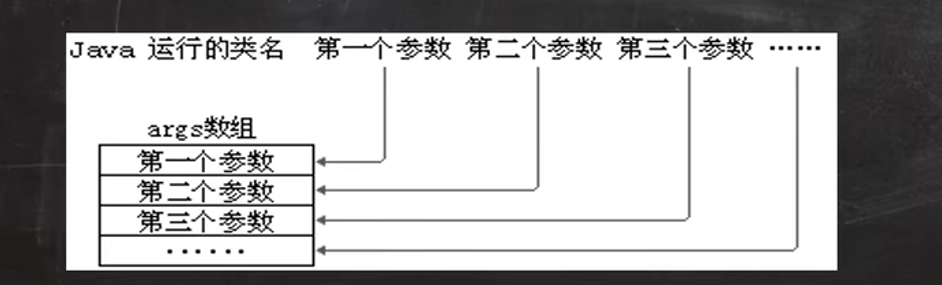 Java 运行的类名 第一个参数 第二个参数 第三个参数 ……
args数组
第一个参数
第二个参数
第三个参数
……